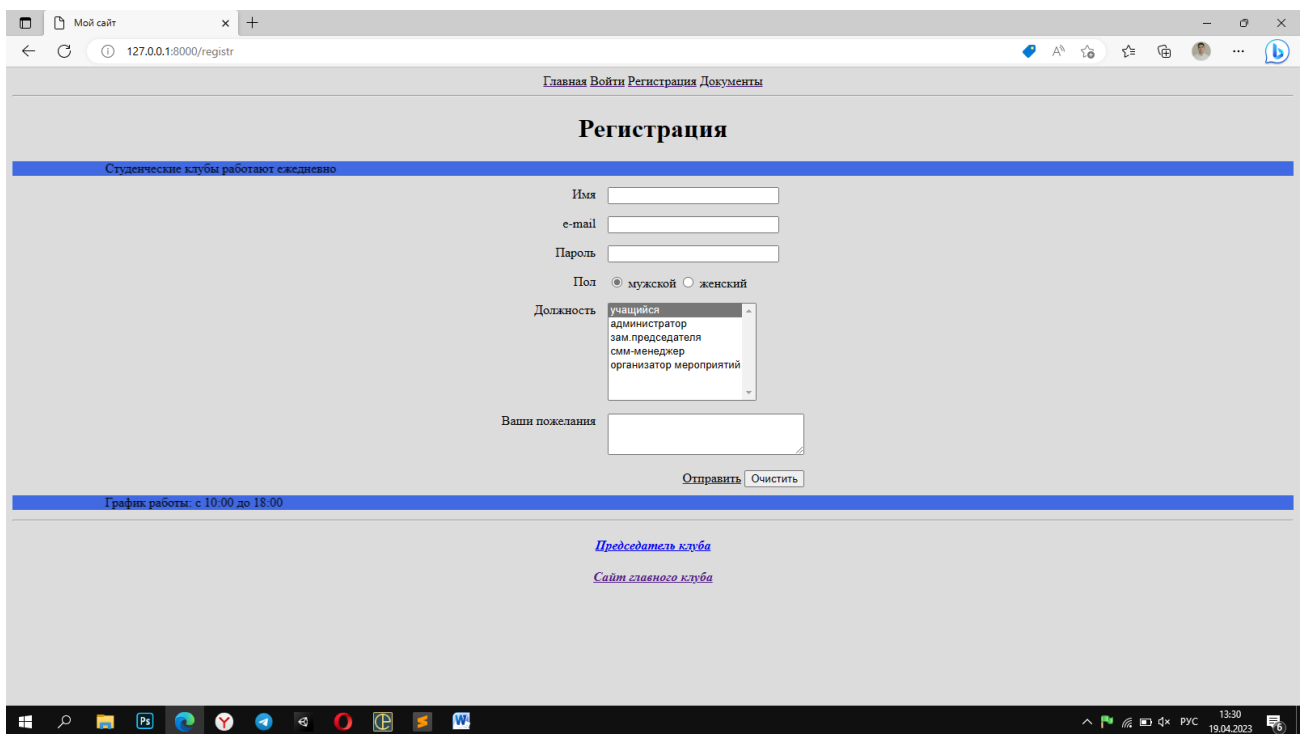 Мой сайт
127.0.0.1:8000/registr
Главная Войти Регистрация Документы
Регистрация
Студенческие клубы работают ежедневно
Имя
e-mail
Пароль
Пол мужской женский
Должность учащийся
администратор
зам.председателя
смм-менеджер
организатор мероприятий
Ваши пожелания
Отправить Очистить
График работы: с 10:00 до 18:00
Председатель клуба
Сайт главного клуба
РУС
13:30
19.04.2023
6